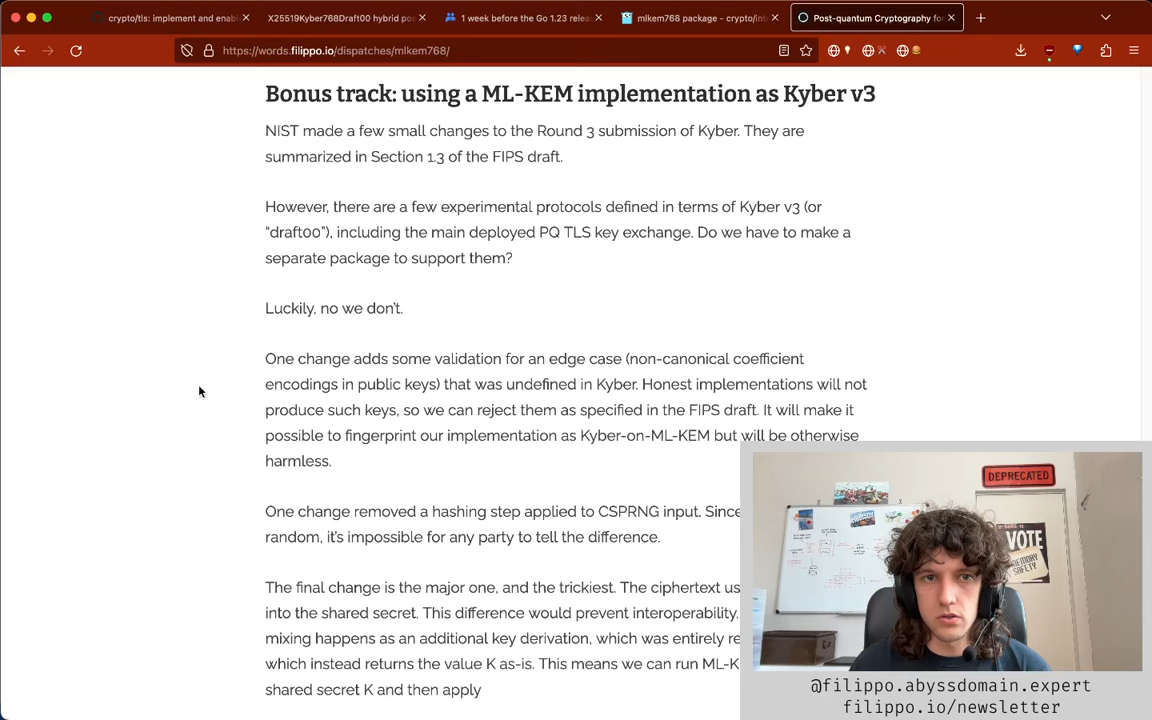 crypto/tls: implement and enabl
X25519Kyber768Draft00 hybrid pos
1 week before the Go 1.23 relea
mlkem768 package - crypto/int
Post-quantum Cryptography for
https://words.filippo.io/dispatches/mlkem768/
Bonus track: using a ML-KEM implementation as Kyber v3
NIST made a few small changes to the Round 3 submission of Kyber. They are
summarized in Section 1.3 of the FIPS draft.
However, there are a few experimental protocols defined in terms of Kyber v3 (or
“draft00”), including the main deployed PQ TLS key exchange. Do we have to make a
separate package to support them?
Luckily, no we don’t.
One change adds some validation for an edge case (non-canonical coefficient
encodings in public keys) that was undefined in Kyber. Honest implementations will not
produce such keys, so we can reject them as specified in the FIPS draft. It will make it
possible to fingerprint our implementation as Kyber-on-ML-KEM but will be otherwise
harmless.
One change removed a hashing step applied to CSPRNG input. Since
random, it’s impossible for any party to tell the difference.
The final change is the major one, and the trickiest. The ciphertext us
into the shared secret. This difference would prevent interoperability.
mixing happens as an additional key derivation, which was entirely re
which instead returns the value K as-is. This means we can run ML-K
shared secret K and then apply
DEPRECATED
VOTE
MEMORY
SAFETY
@filippo.abyssdomain.expert
filippo.io/newsletter